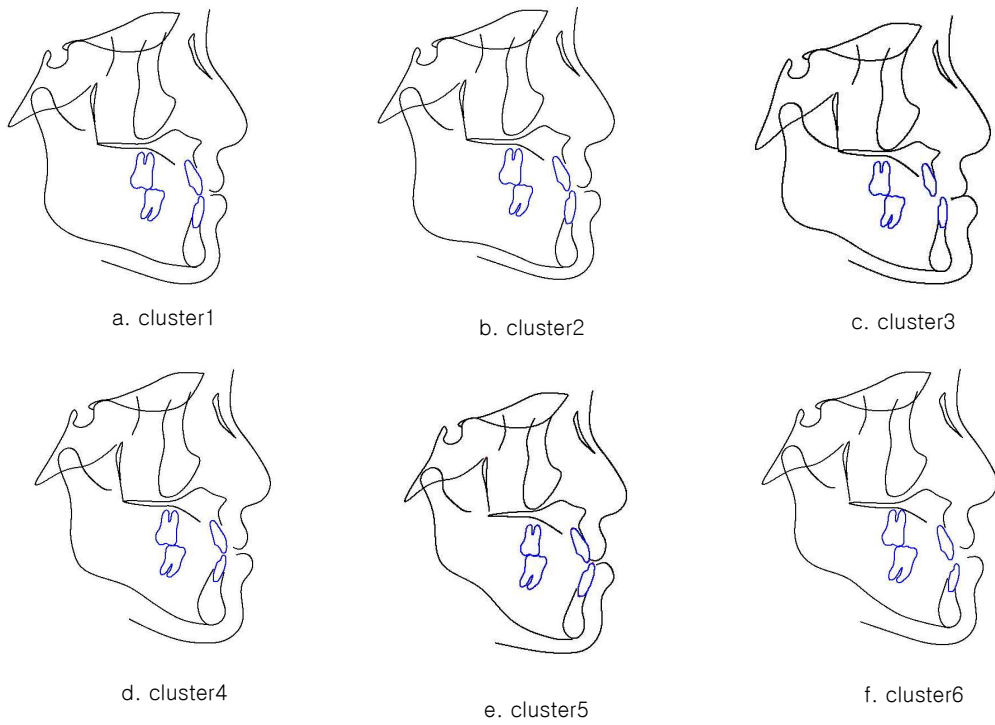 a. cluster1
b. cluster2
c. cluster3
d. cluster4
e. cluster5
f. cluster6